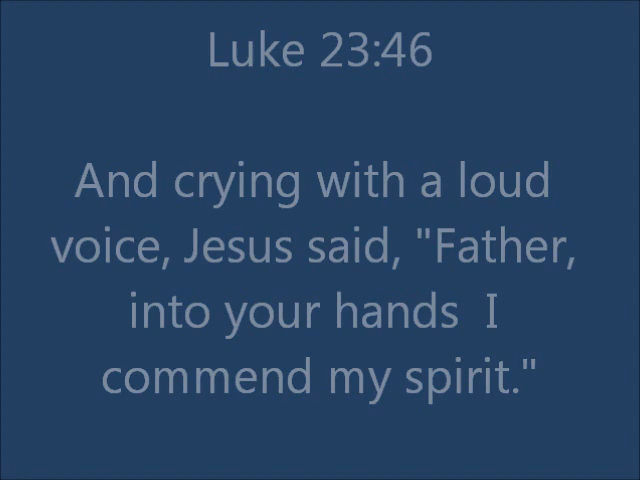 Luke 23:46
And crying with a loud
voice, Jesus said, "Father,
into your hands  I
commend my spirit."